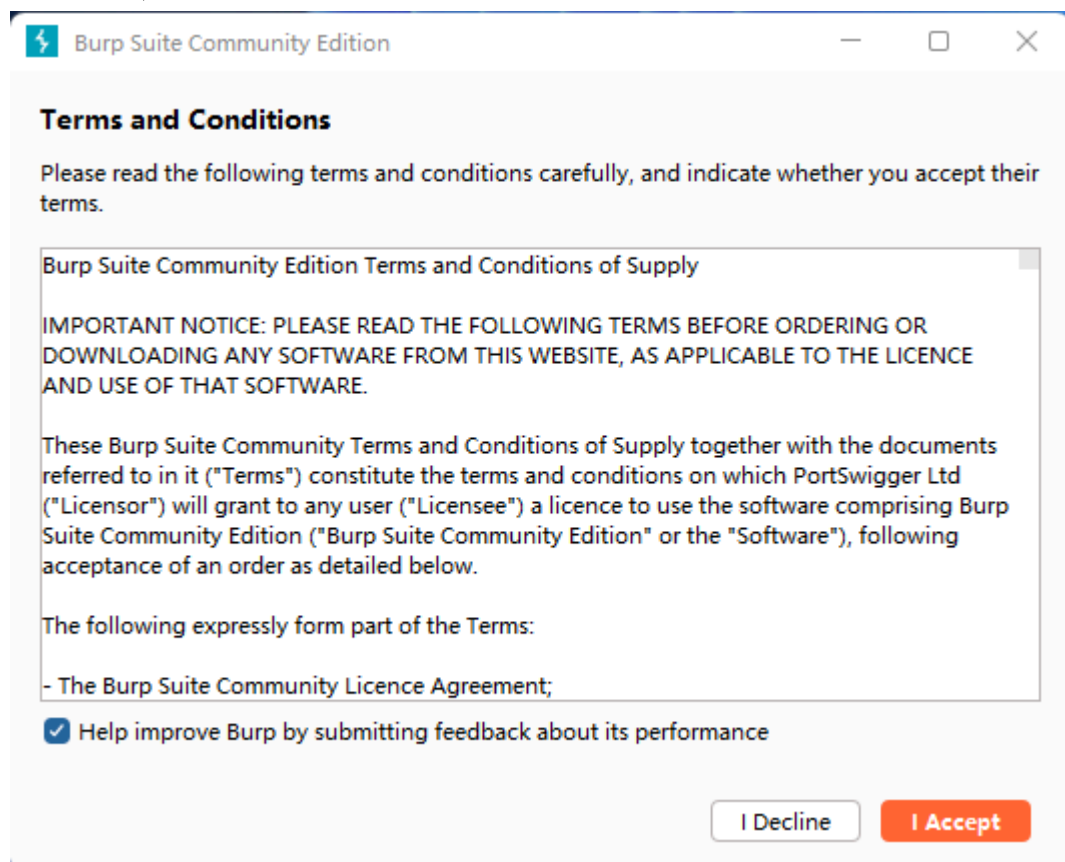 Burp Suite Community Edition
Terms and Conditions
Please read the following terms and conditions carefully, and indicate whether you accept their
terms.
Burp Suite Community Edition Terms and Conditions of Supply
IMPORTANT NOTICE: PLEASE READ THE FOLLOWING TERMS BEFORE ORDERING OR
DOWNLOADING ANY SOFTWARE FROM THIS WEBSITE, AS APPLICABLE TO THE LICENCE
AND USE OF THAT SOFTWARE.
These Burp Suite Community Terms and Conditions of Supply together with the documents
referred to in it ("Terms") constitute the terms and conditions on which PortSwigger Ltd
("Licensor") will grant to any user ("Licensee") a licence to use the software comprising Burp
Suite Community Edition ("Burp Suite Community Edition" or the "Software"), following
acceptance of an order as detailed below.
The following expressly form part of the Terms:
- The Burp Suite Community Licence Agreement;
Help improve Burp by submitting feedback about its performance
I Decline
I Accept